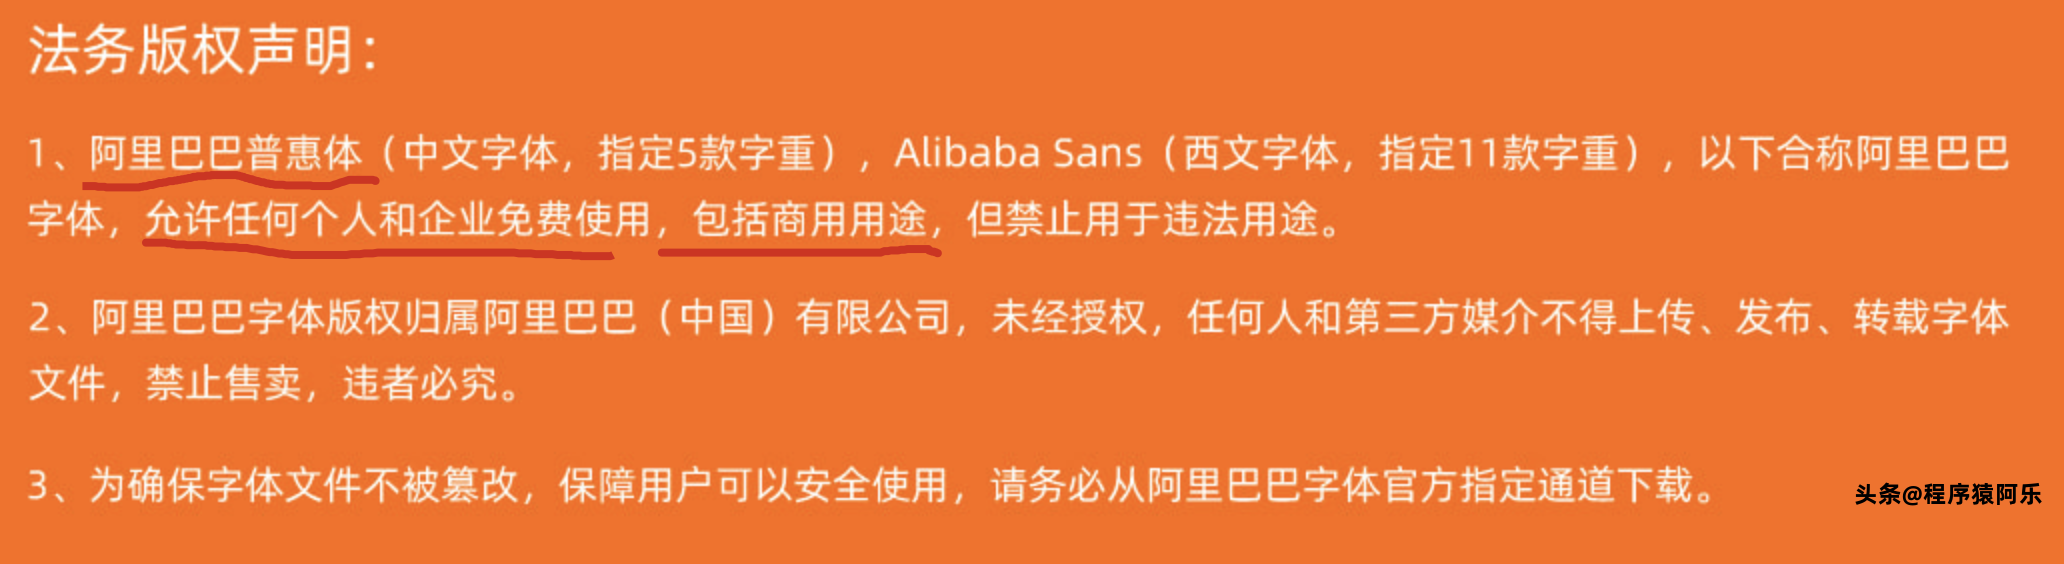 法务版权声明：
1、阿里巴巴普惠体（中文字体，指定5款字重），Alibaba Sans（西文字体，指定11款字重），以下合称阿里巴巴
字体，允许任何个人和企业免费使用，包括商用用途，但禁止用于违法用途。
2、阿里巴巴字体版权归属阿里巴巴（中国）有限公司，未经授权，任何人和第三方媒介不得上传、发布、转载字体
文件，禁止售卖，违者必究。
3、为确保字体文件不被篡改，保障用户可以安全使用，请务必从阿里巴巴字体官方指定通道下载。
头条@程序猿阿乐